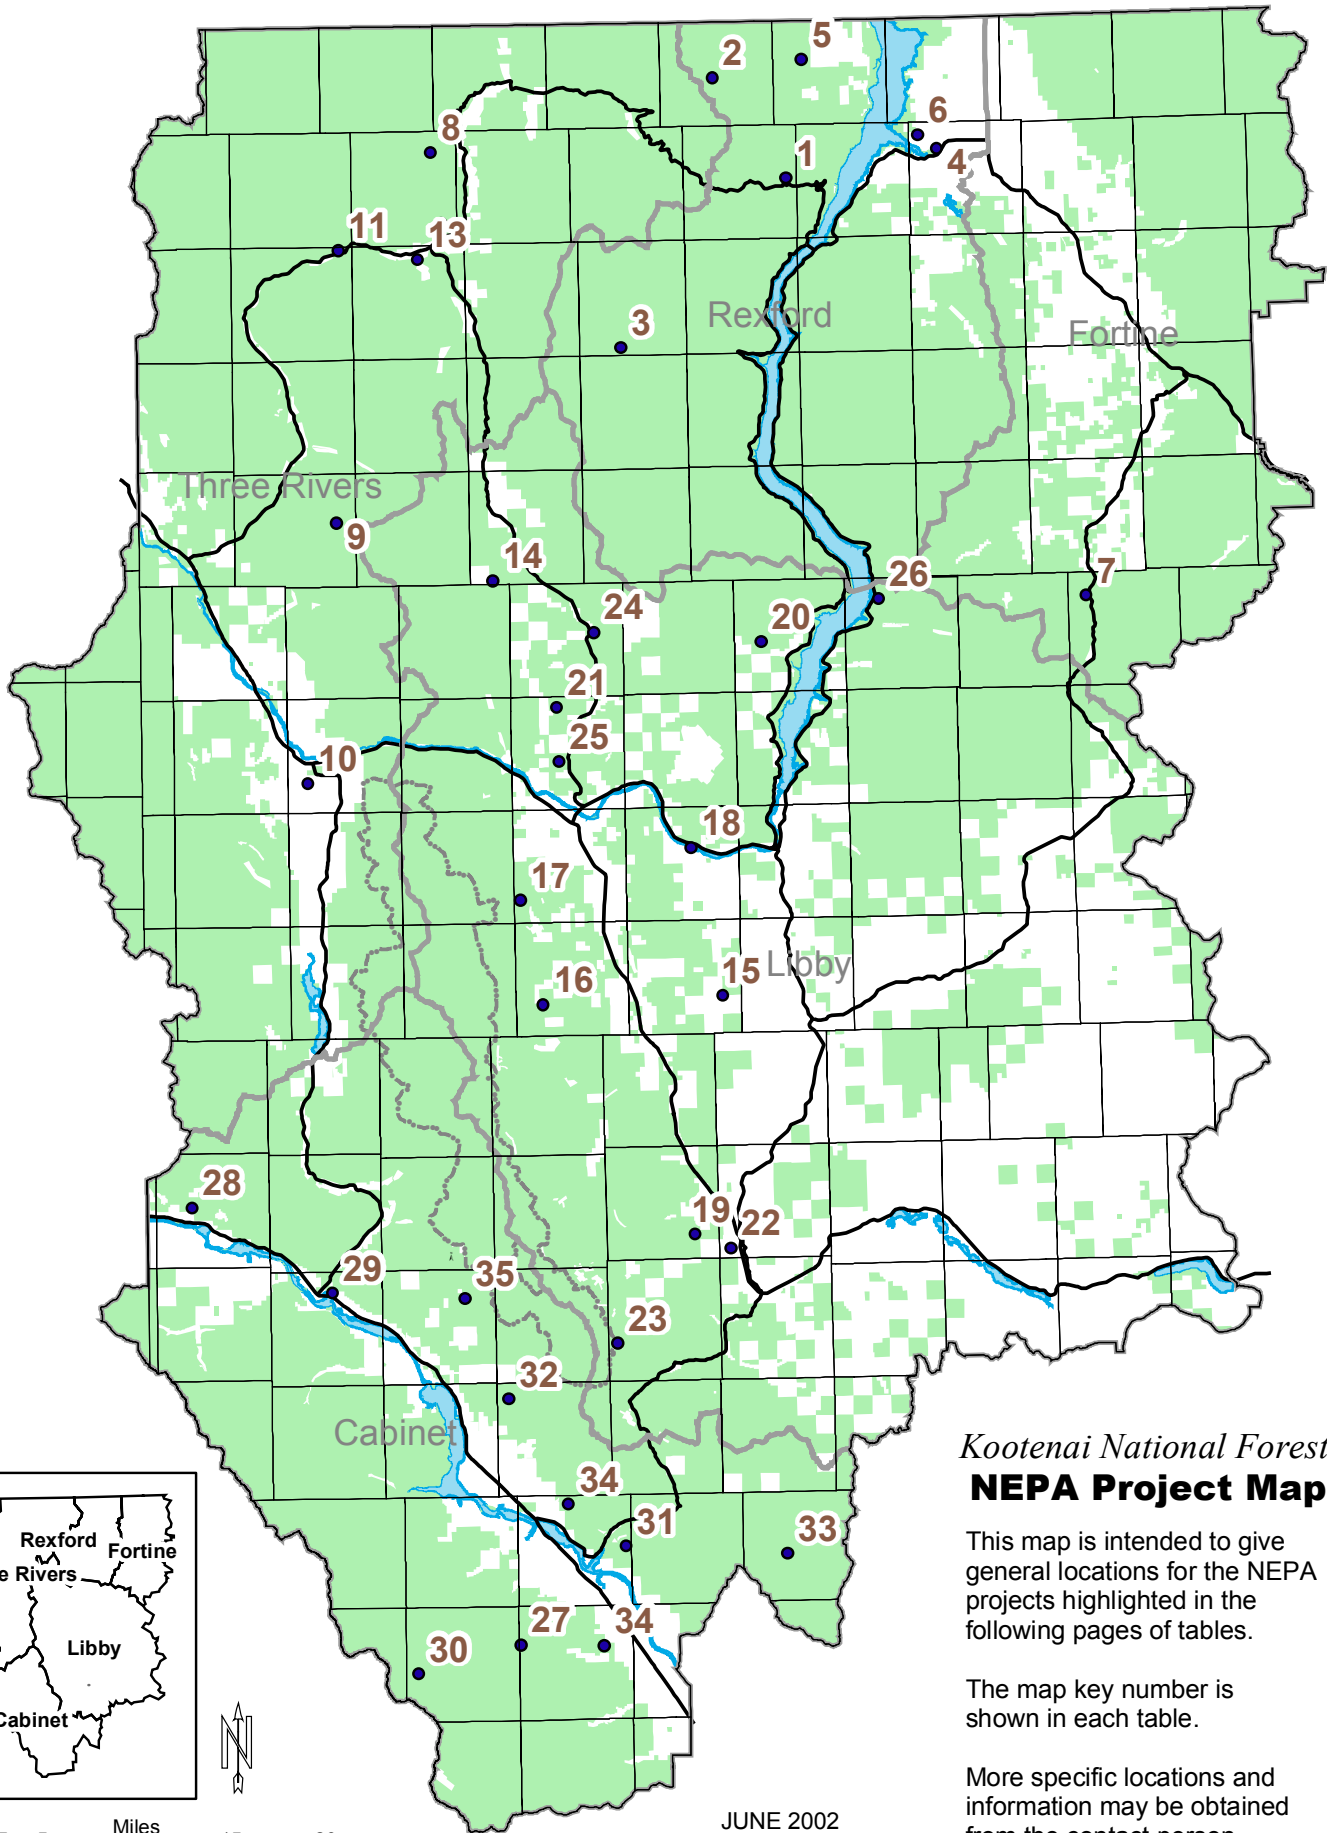 5
2
6
8
1
4
11
13
Rexford
3
Fortine
Three Rivers
9
14
26
7
24
20
21
25
10
18
17
15
Libby
16
28
19
22
29
35
23
32
Cabinet
34
31
33
27
34
30
Rexford
Fortine
e Rivers
Libby
Cabinet
N
Miles
JUNE 2002
Kootenai National Forest
NEPA Project Map
This map is intended to give
general locations for the NEPA
projects highlighted in the
following pages of tables.
The map key number is
shown in each table.
More specific locations and
information may be obtained
from the contact person